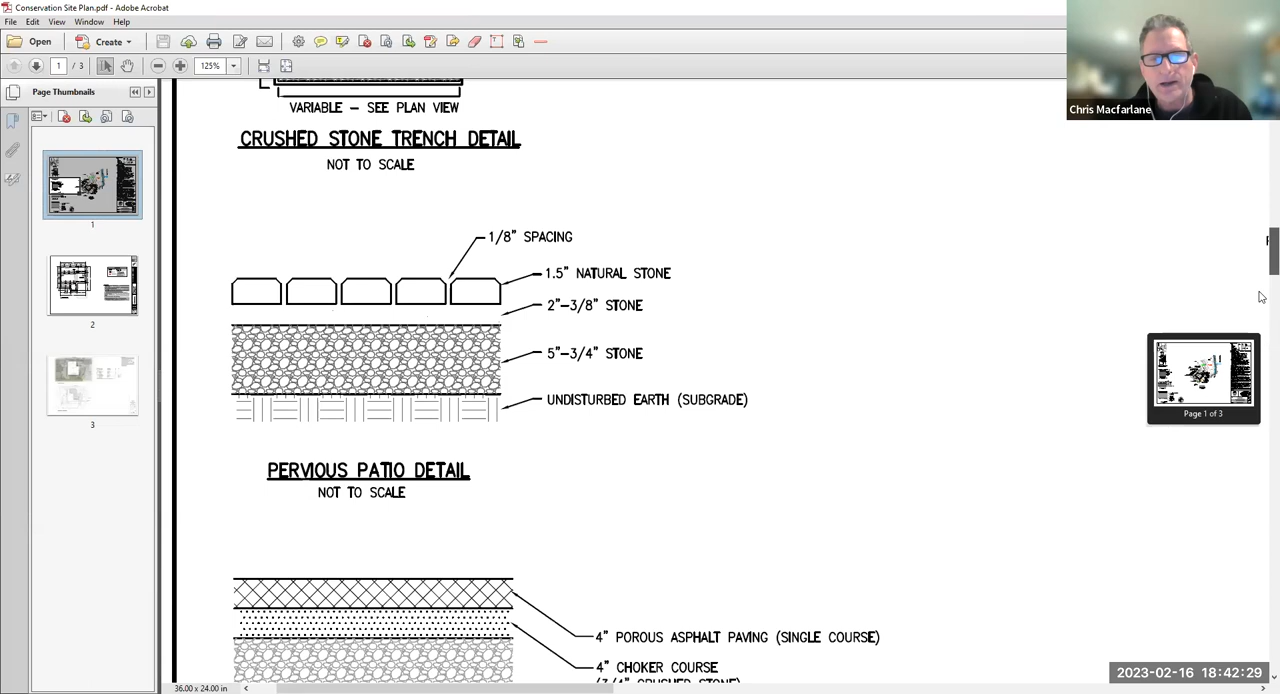 Conservation Site Plan.pdf - Adobe Acrobat
File Edit View Window Help
Open Create
1 / 3 125%
Page Thumbnails
1
2
3
VARIABLE – SEE PLAN VIEW
CRUSHED STONE TRENCH DETAIL
NOT TO SCALE
1/8" SPACING
1.5" NATURAL STONE
2"–3/8" STONE
5"–3/4" STONE
UNDISTURBED EARTH (SUBGRADE)
PERVIOUS PATIO DETAIL
NOT TO SCALE
4" POROUS ASPHALT PAVING (SINGLE COURSE)
4" CHOKER COURSE
(3/4" CRUSHED STONE)
36.00 x 24.00 in
Chris Macfarlane
Page 1 of 3
2023-02-16 18:42:29